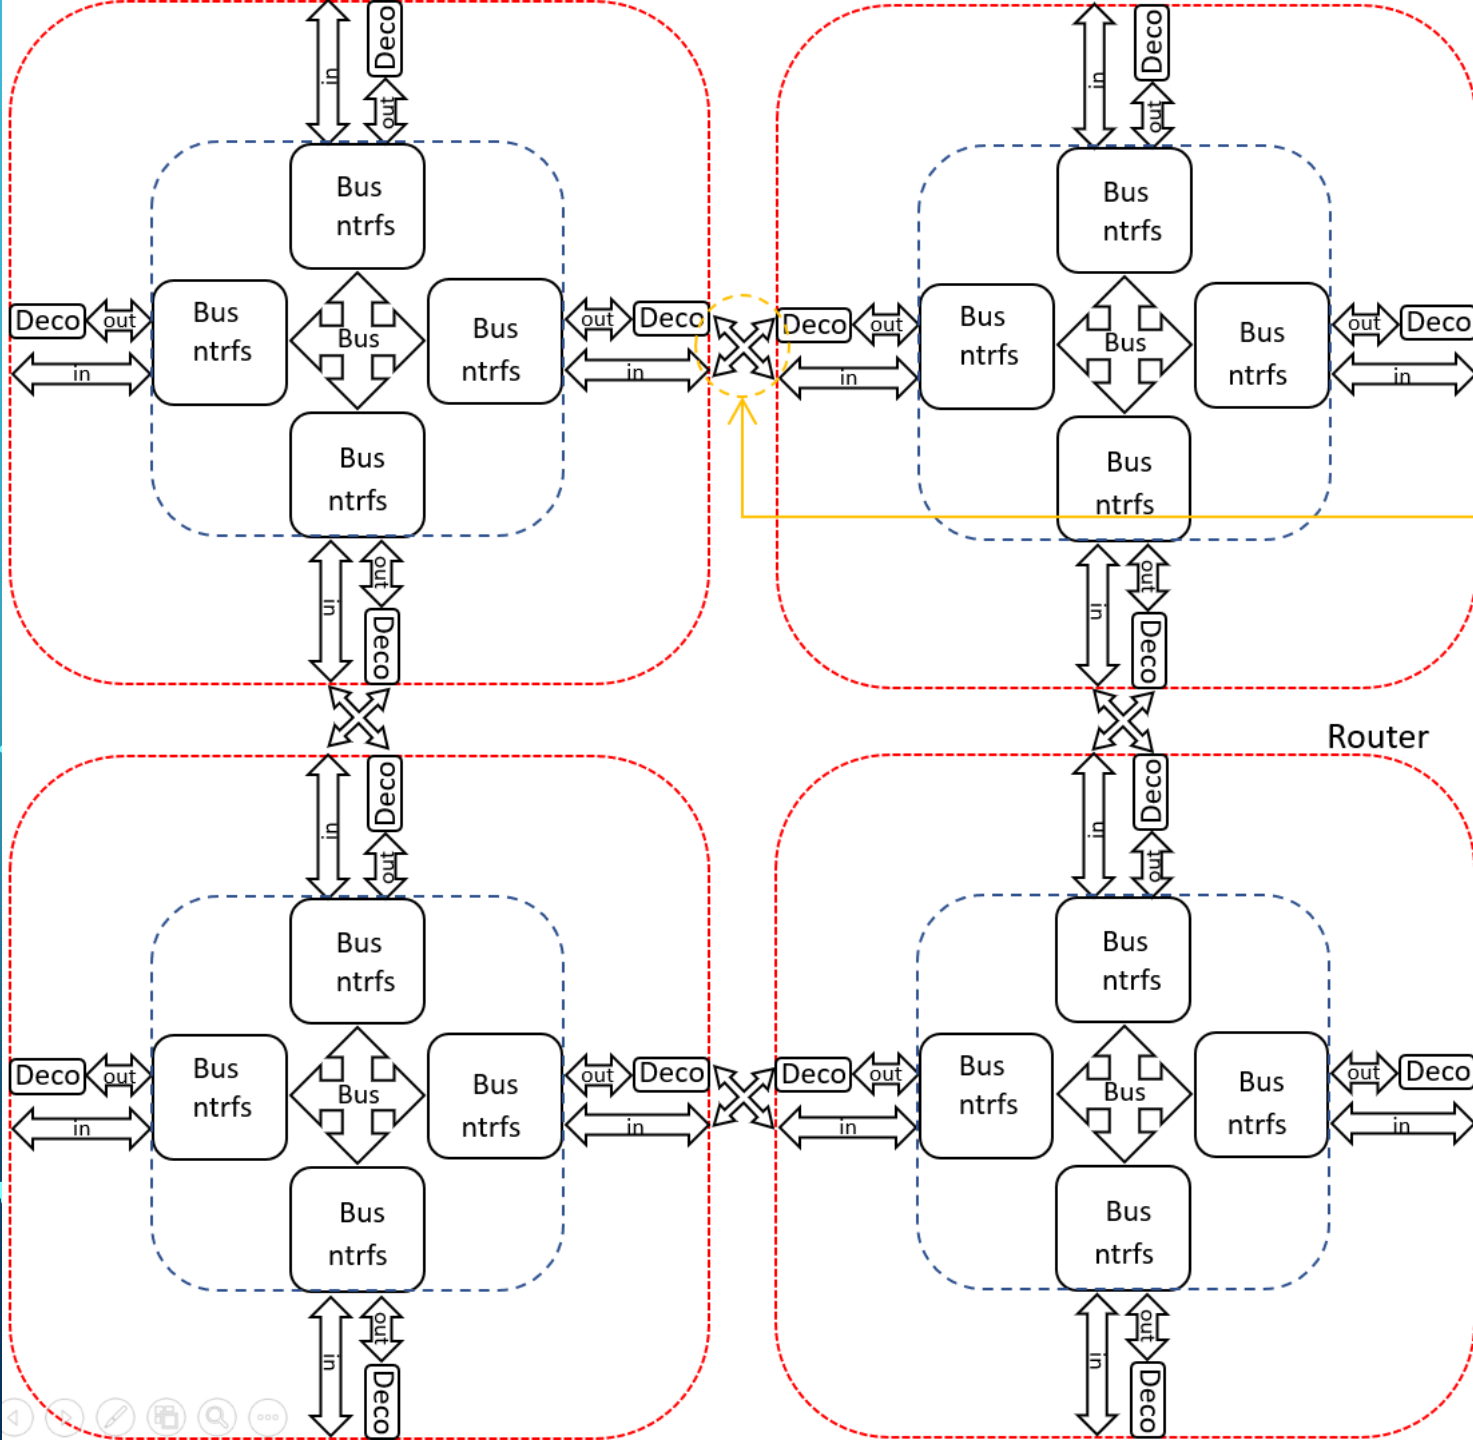 in
Deco
out
Bus
ntrfs
Deco
out
in
Bus
ntrfs
Bus
Bus
ntrfs
out
Deco
in
Bus
ntrfs
in
out
Deco
in
Deco
out
Bus
ntrfs
Deco
out
in
Bus
ntrfs
Bus
Bus
ntrfs
out
Deco
in
Bus
ntrfs
in
out
Deco
Router
in
Deco
out
Bus
ntrfs
Deco
out
in
Bus
ntrfs
Bus
Bus
ntrfs
out
Deco
in
Bus
ntrfs
in
out
Deco
in
Deco
out
Bus
ntrfs
Deco
out
in
Bus
ntrfs
Bus
Bus
ntrfs
out
Deco
in
Bus
ntrfs
in
out
Deco